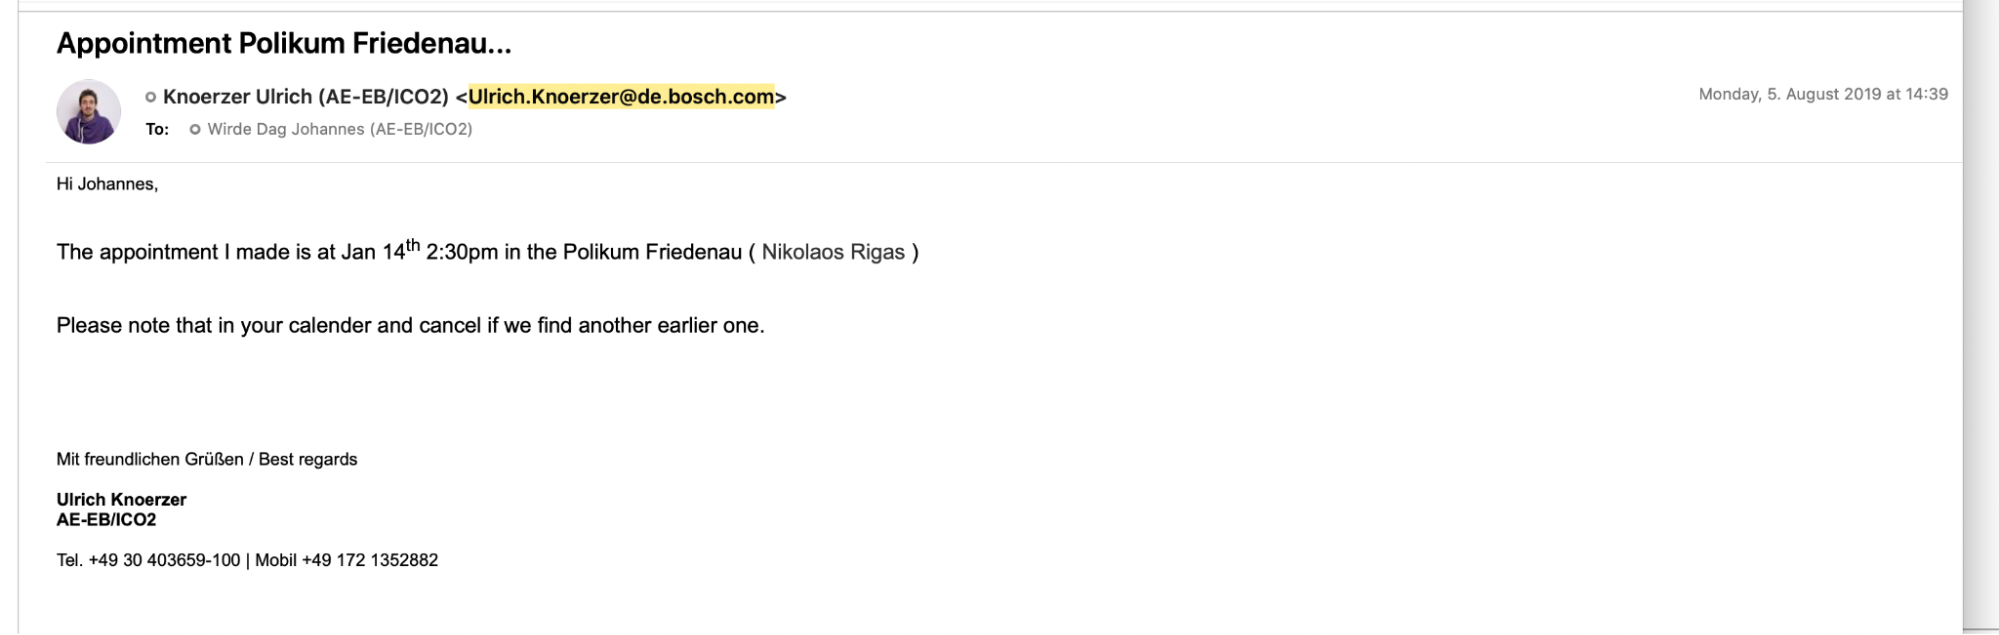 Appointment Polikum Friedenau...
Knoerzer Ulrich (AE-EB/ICO2) <Ulrich.Knoerzer@de.bosch.com>
Monday, 5. August 2019 at 14:39
To: Wirde Dag Johannes (AE-EB/ICO2)
Hi Johannes,
The appointment I made is at Jan 14th 2:30pm in the Polikum Friedenau ( Nikolaos Rigas )
Please note that in your calender and cancel if we find another earlier one.
Mit freundlichen Grüßen / Best regards
Ulrich Knoerzer
AE-EB/ICO2
Tel. +49 30 403659-100 | Mobil +49 172 1352882